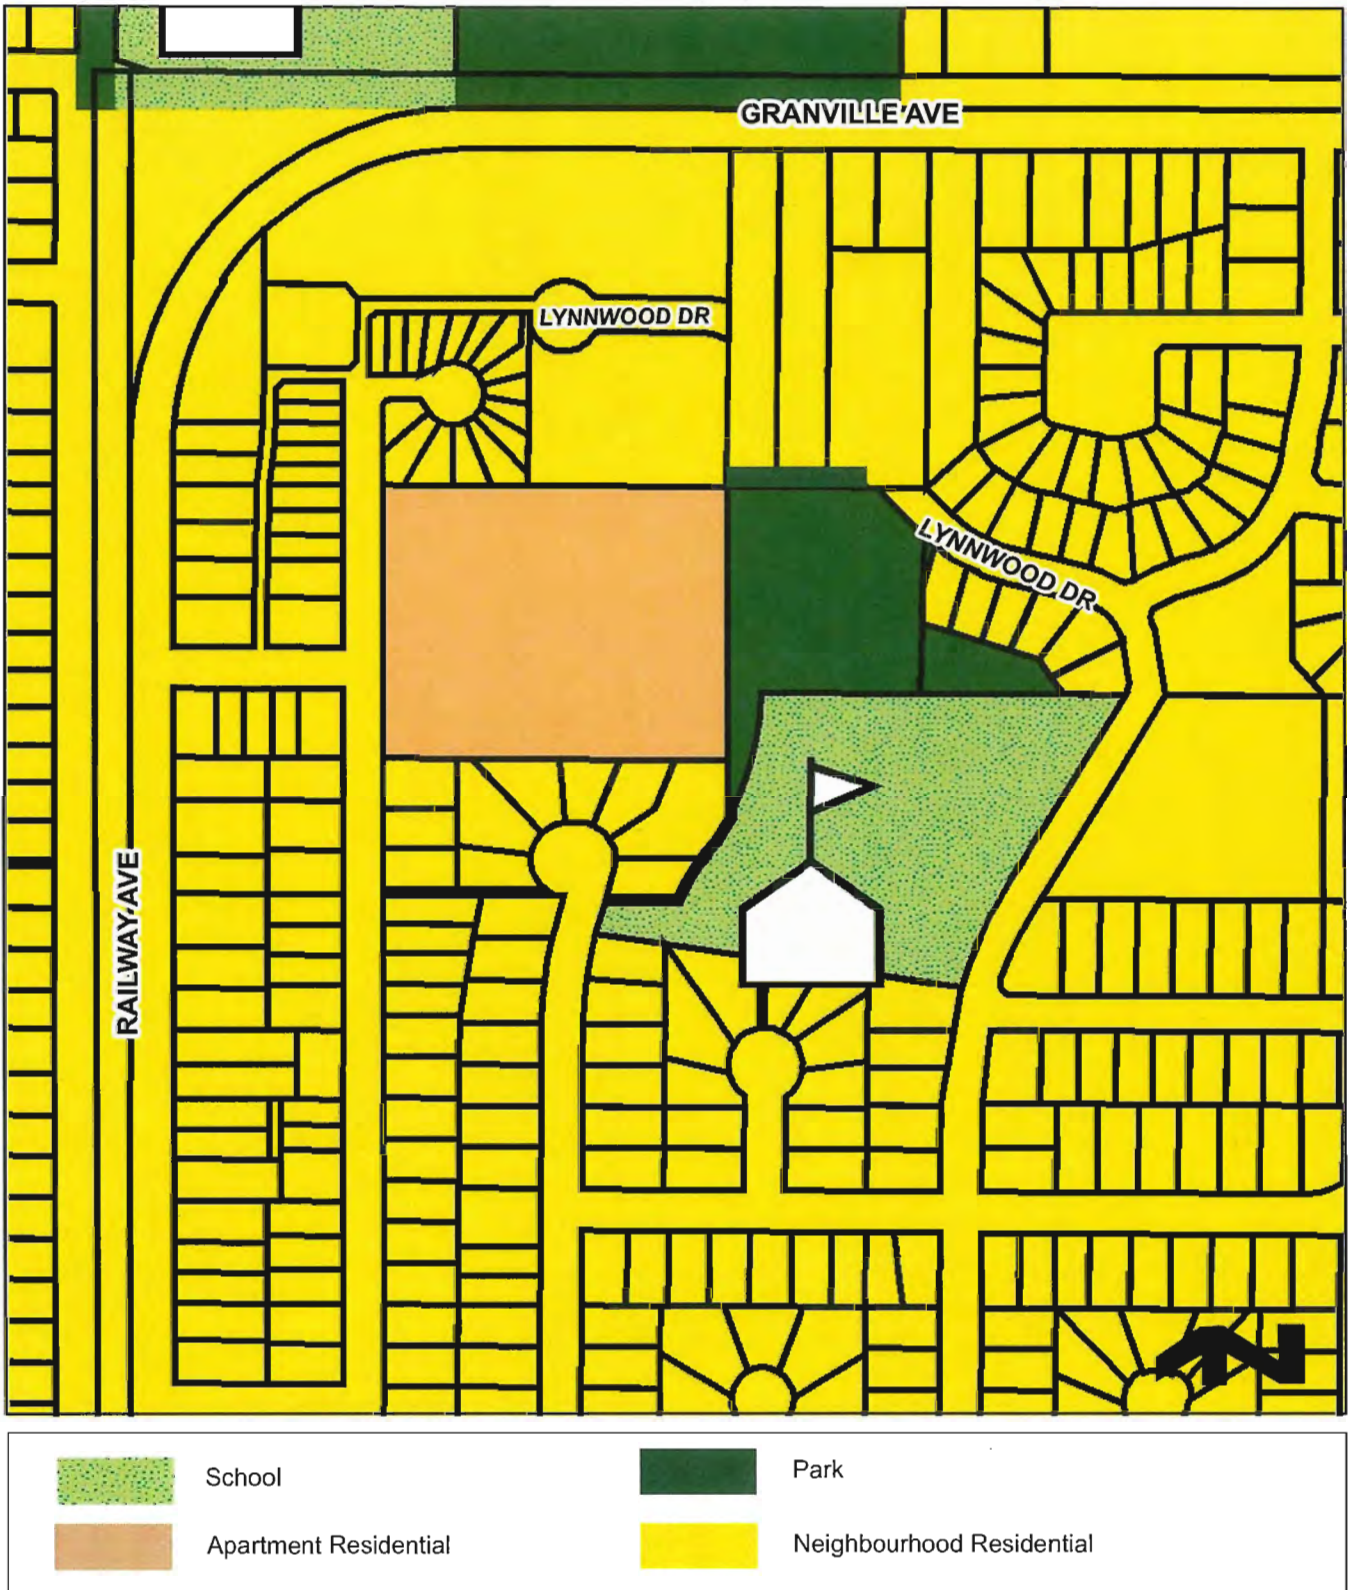 GRANVILLE AVE
LYNNWOOD DR
LYNNWOOD DR
RAILWAY AVE
N
School
Park
Apartment Residential
Neighbourhood Residential